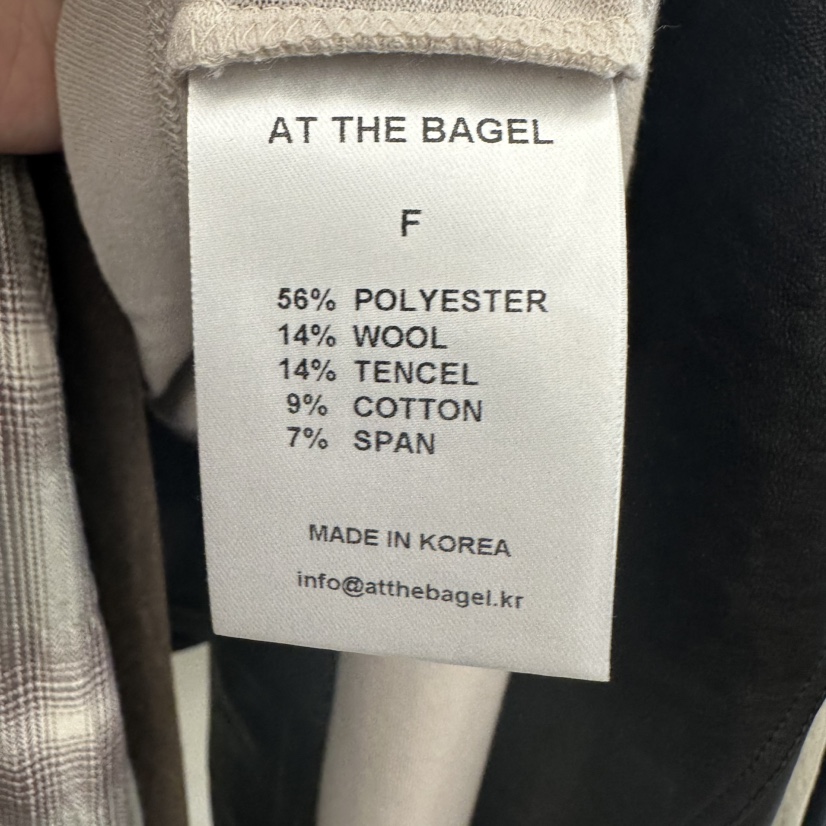 AT THE BAGEL
F
56% POLYESTER
14% WOOL
14% TENCEL
9% COTTON
7% SPAN
MADE IN KOREA
info@atthebagel.kr